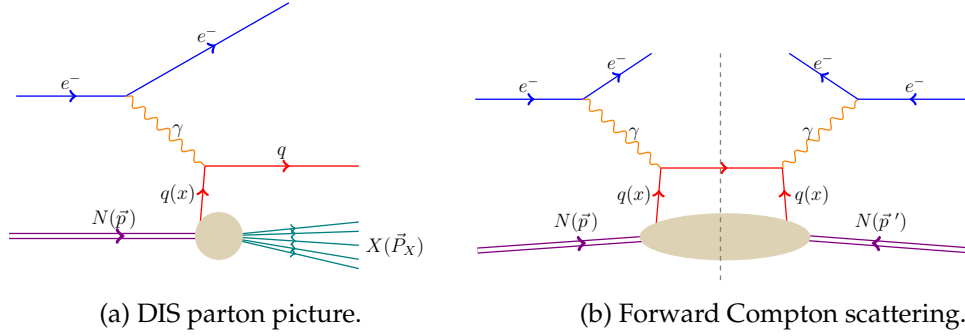 e⁻
e⁻
γ
q
q(x)
N(p⃗)
X(P⃗_X)
(a) DIS parton picture.
e⁻
e⁻
e⁻
e⁻
γ
γ
q(x)
q(x)
N(p⃗)
N(p⃗ ′)
(b) Forward Compton scattering.